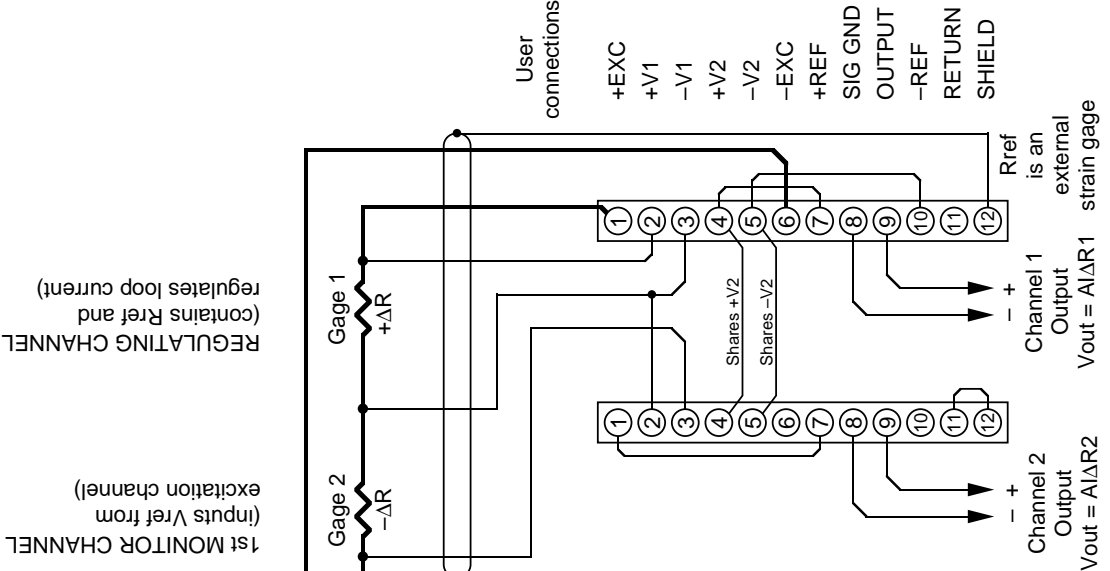 User
connections
+EXC
+V1
–V1
+V2
–V2
–EXC
+REF
SIG GND
OUTPUT
–REF
RETURN
SHIELD
Rref
is an
external
strain gage
REGULATING CHANNEL
(contains Rref and
regulates loop current)
Gage 1
+ΔR
1
2
3
4
5
6
7
8
9
10
11
12
Shares +V2
Shares –V2
+
–
Channel 1
Output
Vout = AIΔR1
1st MONITOR CHANNEL
(inputs Vref from
excitation channel)
Gage 2
–ΔR
1
2
3
4
5
6
7
8
9
10
11
12
+
–
Channel 2
Output
Vout = AIΔR2